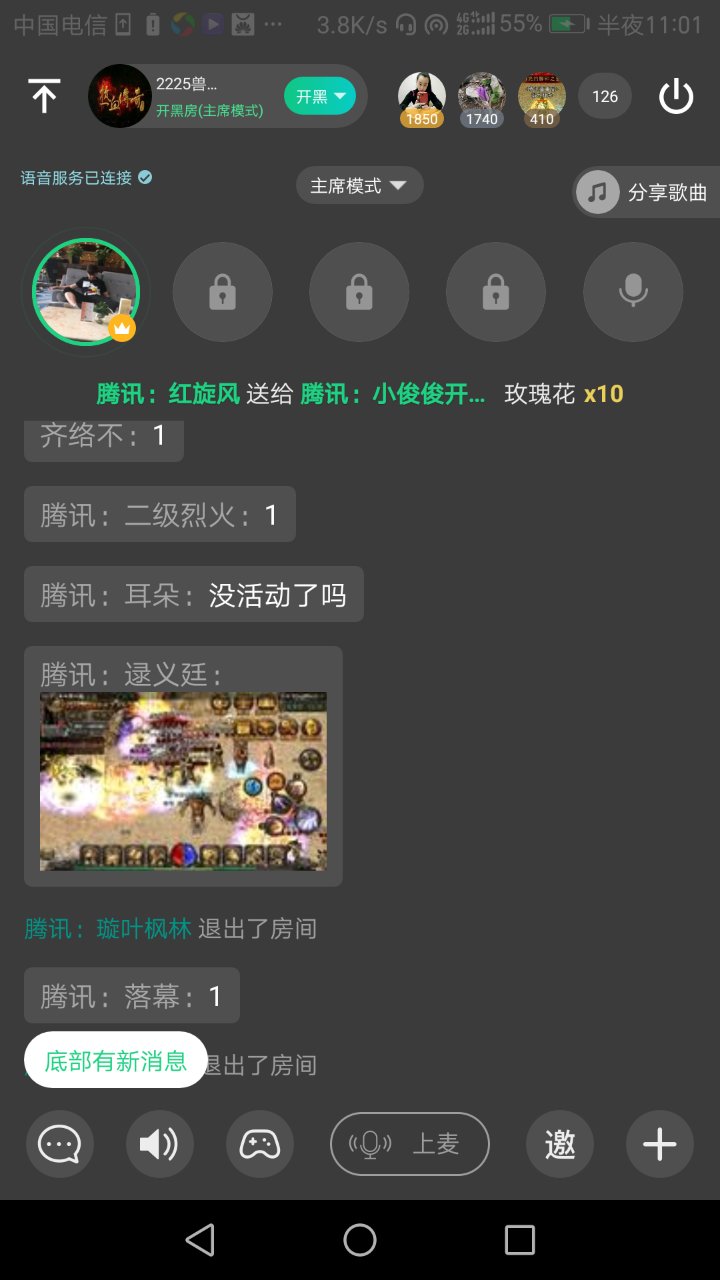 中国电信 3.8K/s 4G 2G 55% 半夜11:01
2225兽...
开黑房(主席模式)
开黑
1850
1740
410
126
语音服务已连接
主席模式
分享歌曲
腾讯：红旋风 送给 腾讯：小俊俊开... 玫瑰花 x10
齐络不：1
腾讯：二级烈火：1
腾讯：耳朵：没活动了吗
腾讯：逯义廷：
腾讯：璇叶枫林 退出了房间
腾讯：落幕：1
底部有新消息
退出了房间
上麦
邀